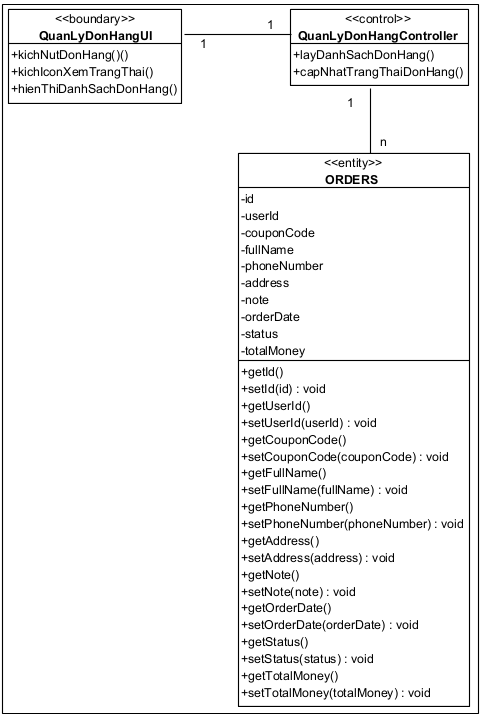 <<boundary>>
QuanLyDonHangUI
+kichNutDonHang()()
+kichIconXemTrangThai()
+hienThiDanhSachDonHang()
1
1
<<control>>
QuanLyDonHangController
+layDanhSachDonHang()
+capNhatTrangThaiDonHang()
1
n
<<entity>>
ORDERS
-id
-userId
-couponCode
-fullName
-phoneNumber
-address
-note
-orderDate
-status
-totalMoney
+getId()
+setId(id) : void
+getUserId()
+setUserId(userId) : void
+getCouponCode()
+setCouponCode(couponCode) : void
+getFullName()
+setFullName(fullName) : void
+getPhoneNumber()
+setPhoneNumber(phoneNumber) : void
+getAddress()
+setAddress(address) : void
+getNote()
+setNote(note) : void
+getOrderDate()
+setOrderDate(orderDate) : void
+getStatus()
+setStatus(status) : void
+getTotalMoney()
+setTotalMoney(totalMoney) : void